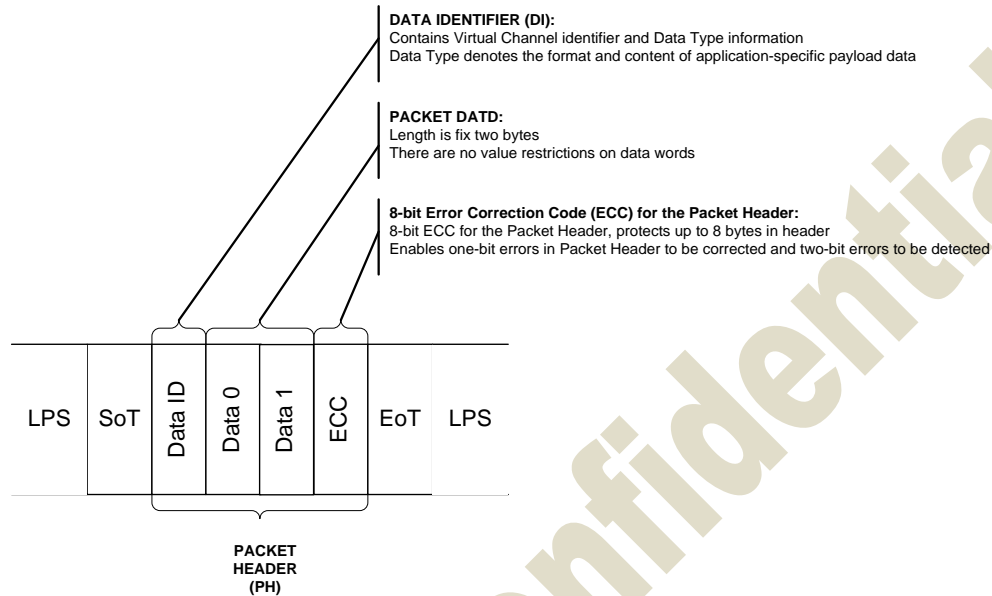 DATA IDENTIFIER (DI):
Contains Virtual Channel identifier and Data Type information
Data Type denotes the format and content of application-specific payload data
PACKET DATD:
Length is fix two bytes
There are no value restrictions on data words
8-bit Error Correction Code (ECC) for the Packet Header:
8-bit ECC for the Packet Header, protects up to 8 bytes in header
Enables one-bit errors in Packet Header to be corrected and two-bit errors to be detected
LPS
SoT
Data ID
Data 0
Data 1
ECC
EoT
LPS
PACKET
HEADER
(PH)
onfidential